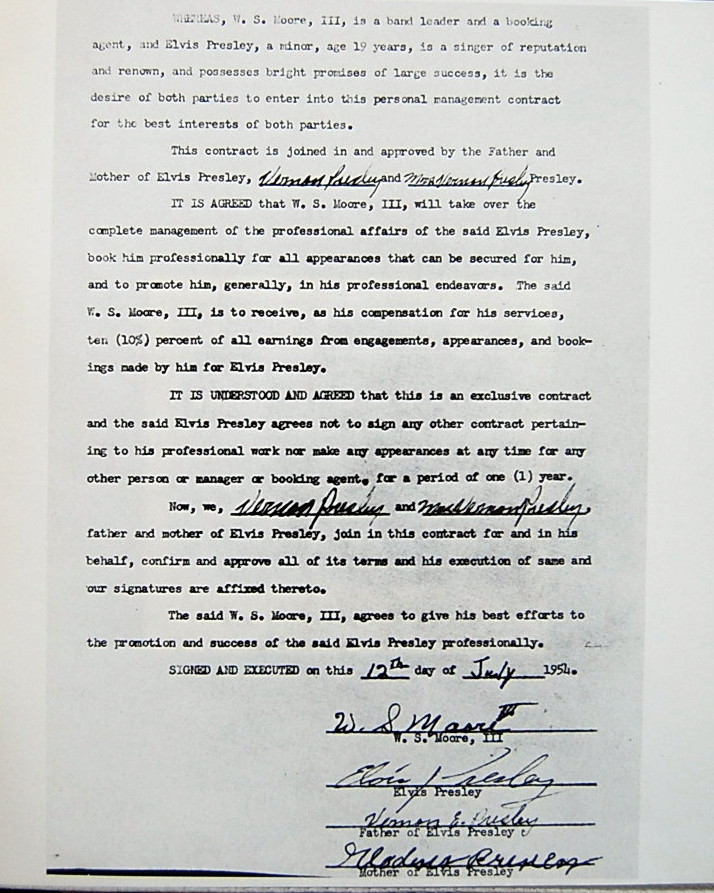 WHEREAS, W. S. Moore, III, is a band leader and a booking
agent, and Elvis Presley, a minor, age 19 years, is a singer of reputation
and renown, and possesses bright promises of large success, it is the
desire of both parties to enter into this personal management contract
for the best interests of both parties.
This contract is joined in and approved by the Father and
Mother of Elvis Presley, Vernon Presley and Mrs Vernon Presley Presley.
IT IS AGREED that W. S. Moore, III, will take over the
complete management of the professional affairs of the said Elvis Presley,
book him professionally for all appearances that can be secured for him,
and to promote him, generally, in his professional endeavors. The said
W. S. Moore, III, is to receive, as his compensation for his services,
ten (10%) percent of all earnings from engagements, appearances, and book-
ings made by him for Elvis Presley.
IT IS UNDERSTOOD AND AGREED that this is an exclusive contract
and the said Elvis Presley agrees not to sign any other contract pertain-
ing to his professional work nor make any appearances at any time for any
other person or manager or booking agent, for a period of one (1) year.
Now, we, Vernon Presley and Mrs Vernon Presley,
father and mother of Elvis Presley, join in this contract for and in his
behalf, confirm and approve all of its terms and his execution of same and
our signatures are affixed thereto.
The said W. S. Moore, III, agrees to give his best efforts to
the promotion and success of the said Elvis Presley professionally.
SIGNED AND EXECUTED on this 12th day of July 1954.
W. S. Moore III
W. S. Moore, III
Elvis Presley
Elvis Presley
Vernon E. Presley
Father of Elvis Presley
Gladys Presley
Mother of Elvis Presley